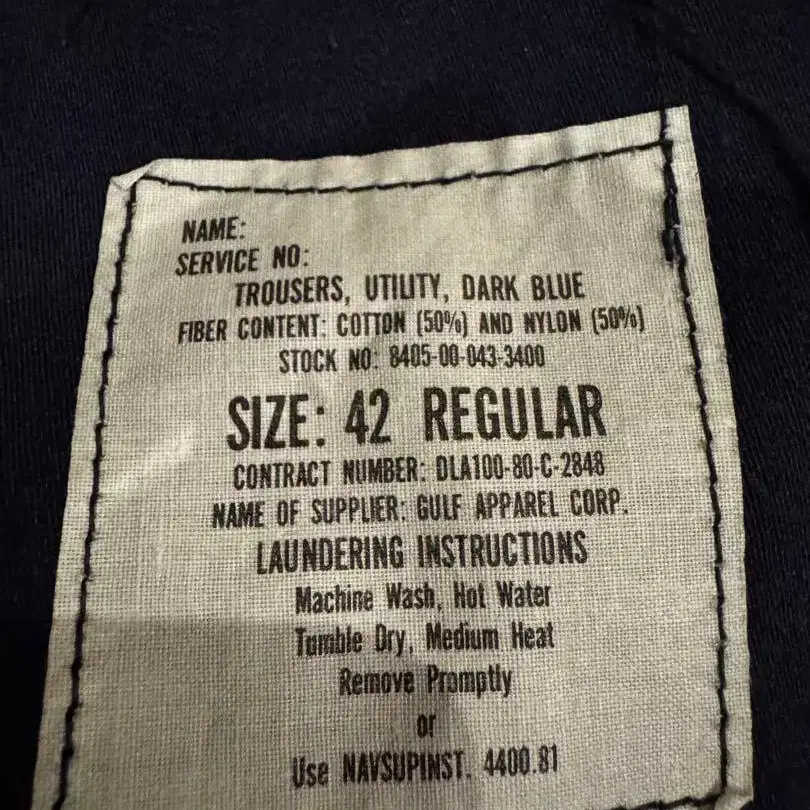 NAME:
SERVICE NO:
TROUSERS, UTILITY, DARK BLUE
FIBER CONTENT: COTTON (50%) AND NYLON (50%)
STOCK NO: 8405-00-043-3400
SIZE: 42 REGULAR
CONTRACT NUMBER: DLA100-80-C-2848
NAME OF SUPPLIER: GULF APPAREL CORP.
LAUNDERING INSTRUCTIONS
Machine Wash, Hot Water
Tumble Dry, Medium Heat
Remove Promptly
or
Use NAVSUPINST. 4400.81